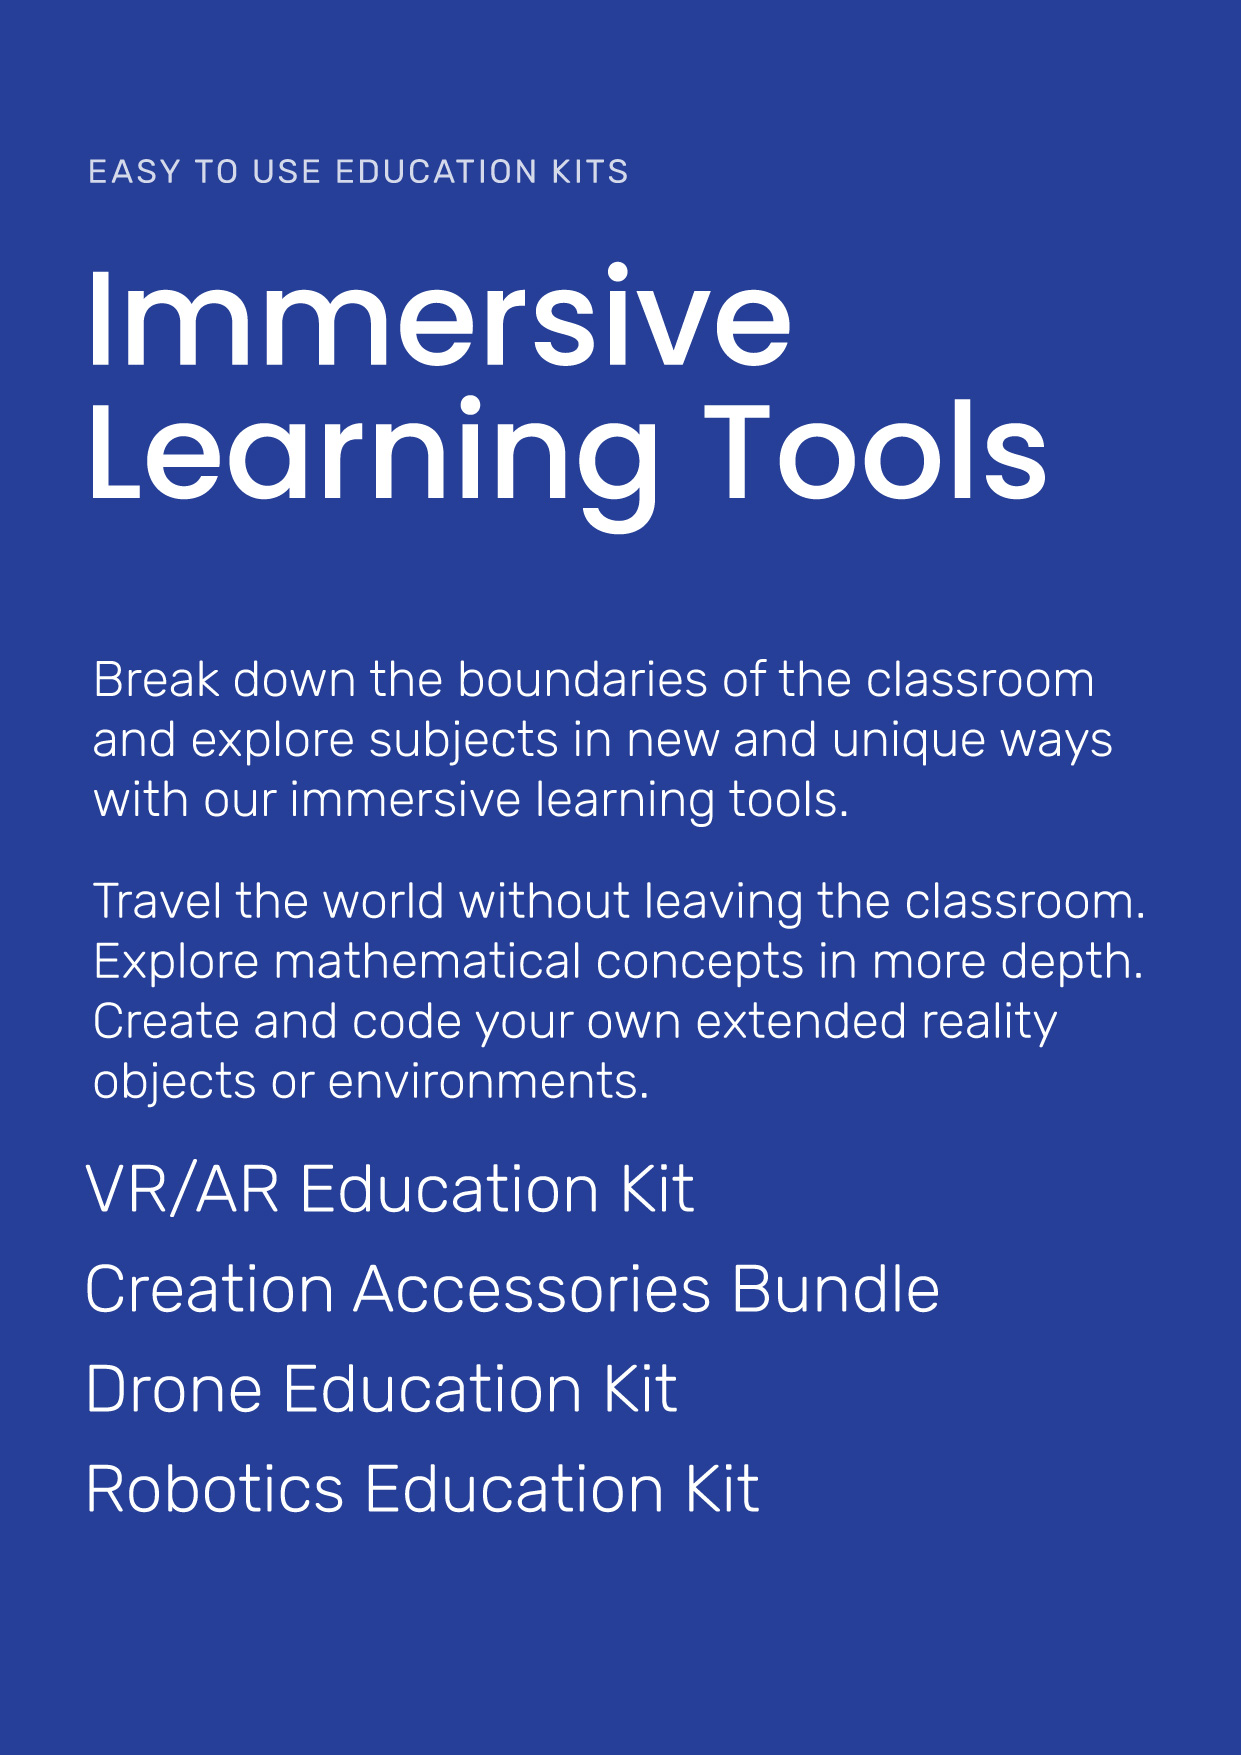 EASY TO USE EDUCATION KITS
Immersive
Learning Tools
Break down the boundaries of the classroom
and explore subjects in new and unique ways
with our immersive learning tools.
Travel the world without leaving the classroom.
Explore mathematical concepts in more depth.
Create and code your own extended reality
objects or environments.
VR/AR Education Kit
Creation Accessories Bundle
Drone Education Kit
Robotics Education Kit